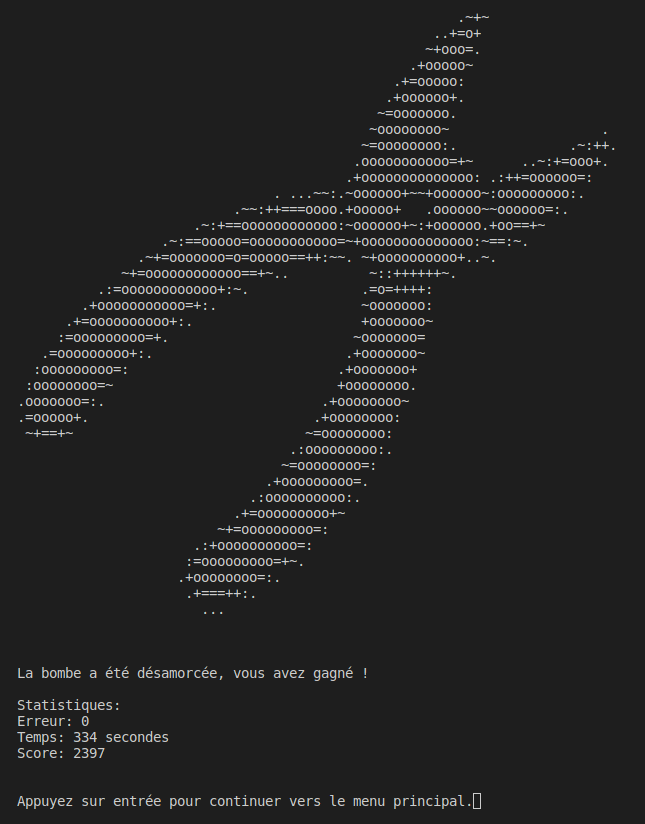 La bombe a été désamorcée, vous avez gagné !
Statistiques:
Erreur: 0
Temps: 334 secondes
Score: 2397
Appuyez sur entrée pour continuer vers le menu principal.